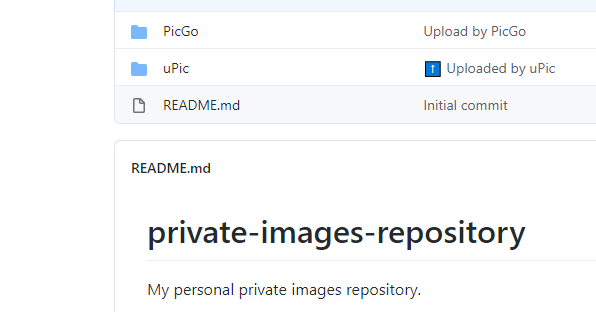 PicGo Upload by PicGo
uPic ⬆ Uploaded by uPic
README.md Initial commit
README.md
private-images-repository
My personal private images repository.